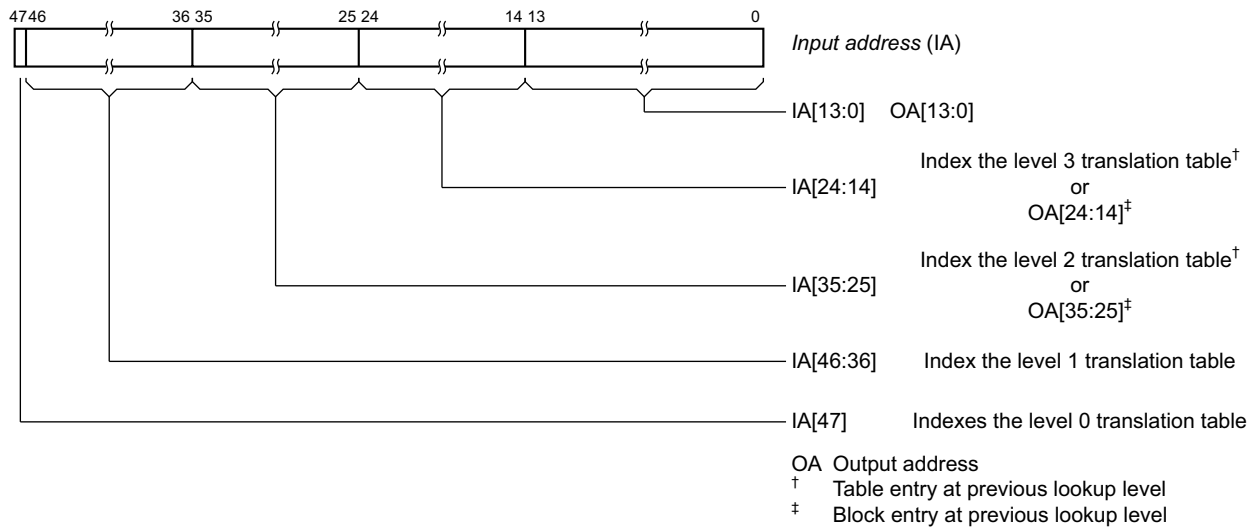 4746 36 35 25 24 14 13 0
Input address (IA)
IA[13:0] OA[13:0]
Index the level 3 translation table†
IA[24:14] or
OA[24:14]‡
Index the level 2 translation table†
IA[35:25] or
OA[35:25]‡
IA[46:36] Index the level 1 translation table
IA[47] Indexes the level 0 translation table
OA Output address
† Table entry at previous lookup level
‡ Block entry at previous lookup level